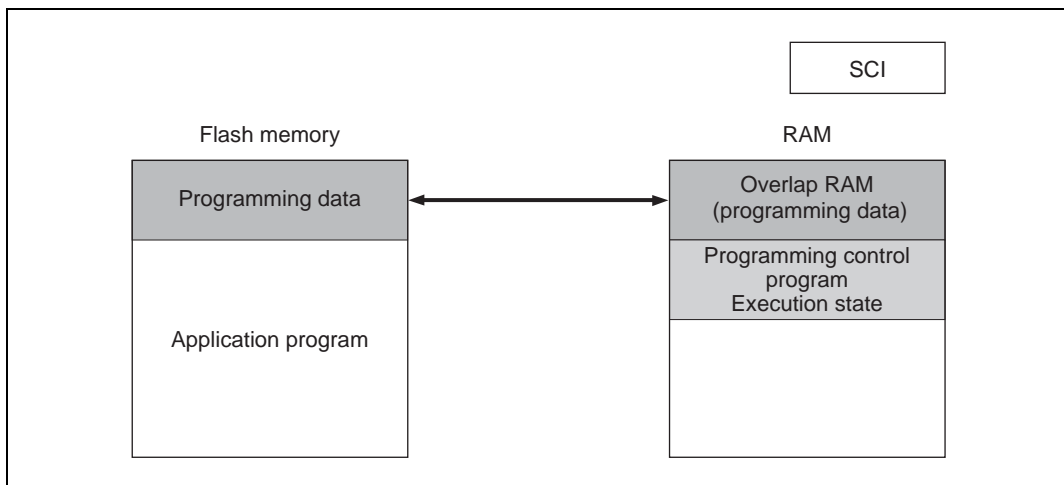 SCI
Flash memory
RAM
Programming data
Overlap RAM
(programming data)
Programming control
program
Execution state
Application program